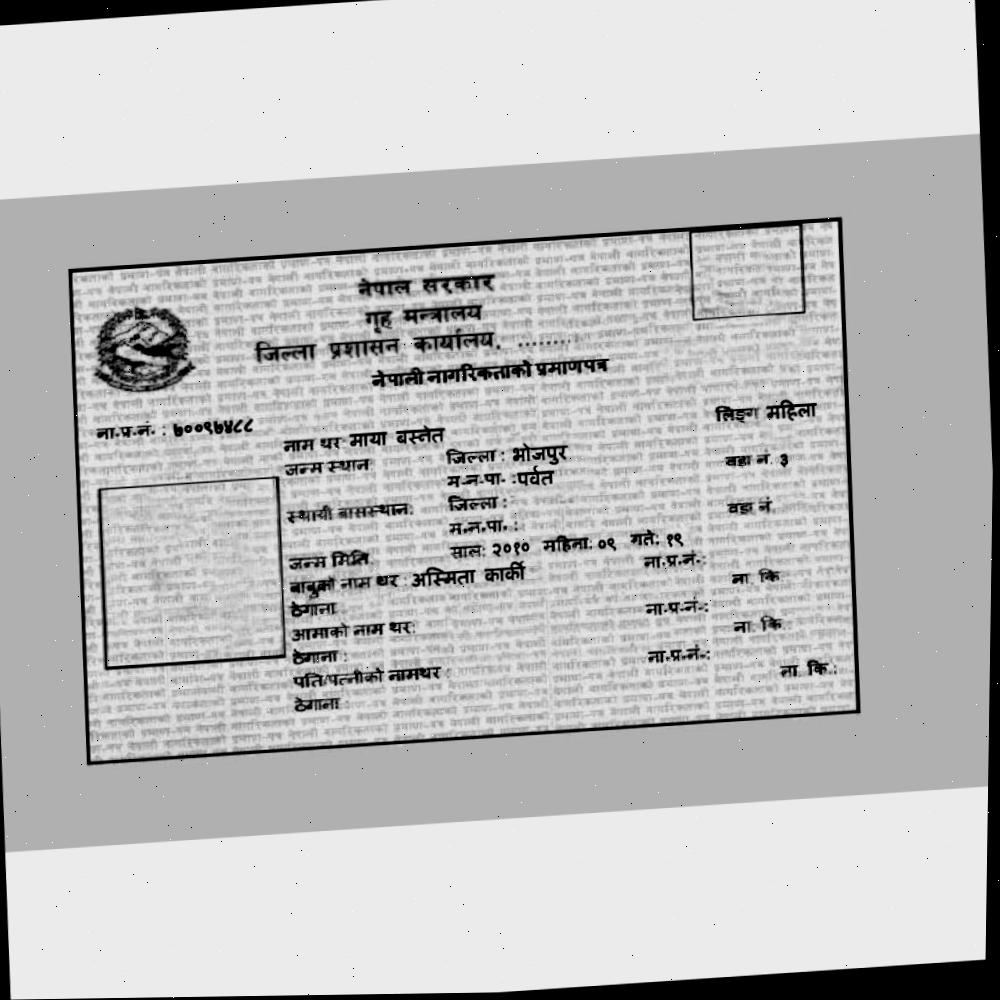 नेपाल सरकार
गृह मन्त्रालय
जिल्ला प्रशासन कार्यालय, .........
नेपाली नागरिकताको प्रमाणपत्र
ना.प्र.नं. : ७००९७४८८ लिङ्ग महिला
नाम थर माया बस्नेत
जन्म स्थान जिल्ला : भोजपुर वडा नं. ३
म.न.पा. :पर्वत
स्थायी बासस्थान: जिल्ला : वडा नं.
म.न.पा. :
जन्म मिति साल: २०१० महिना: ०९ गते: १९
बाबुको नाम थर : अस्मिता कार्की ना.प्र.नं.:
ठेगाना ना. कि
आमाको नाम थर: ना.प्र.नं.:
ठेगाना : ना. कि.:
पति/पत्नीको नामथर : ना.प्र.नं.:
ठेगाना ना. कि.: